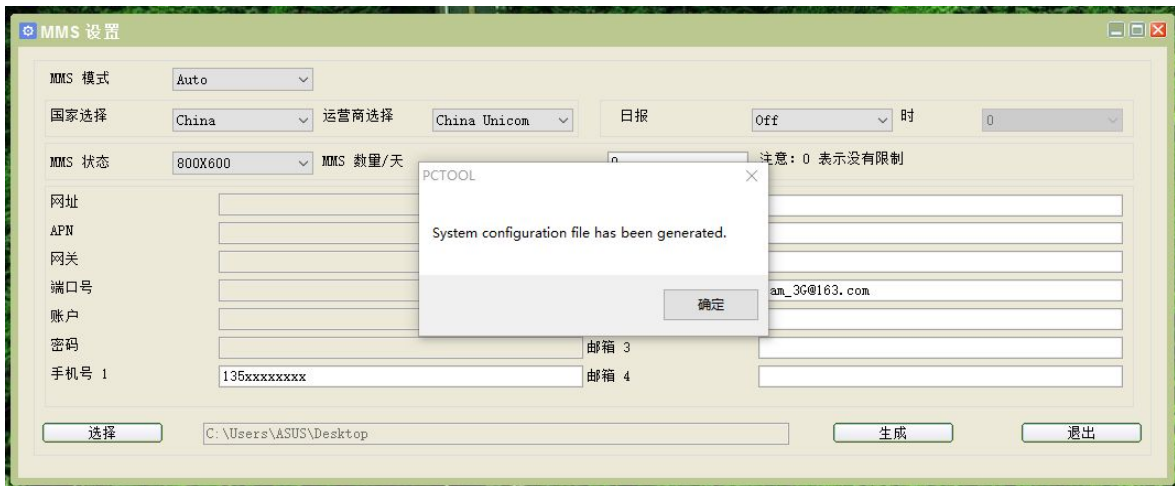 MMS 设置
MMS 模式 Auto
国家选择 China 运营商选择 China Unicom 日报 Off 时 0
MMS 状态 800X600 MMS 数量/天 注意: 0 表示没有限制
PCTOOL
System configuration file has been generated.
确定
网址
APN
网关
端口号 am_3G@163.com
账户
密码 邮箱 3
手机号 1 135xxxxxxxx 邮箱 4
选择 C:\Users\ASUS\Desktop 生成 退出